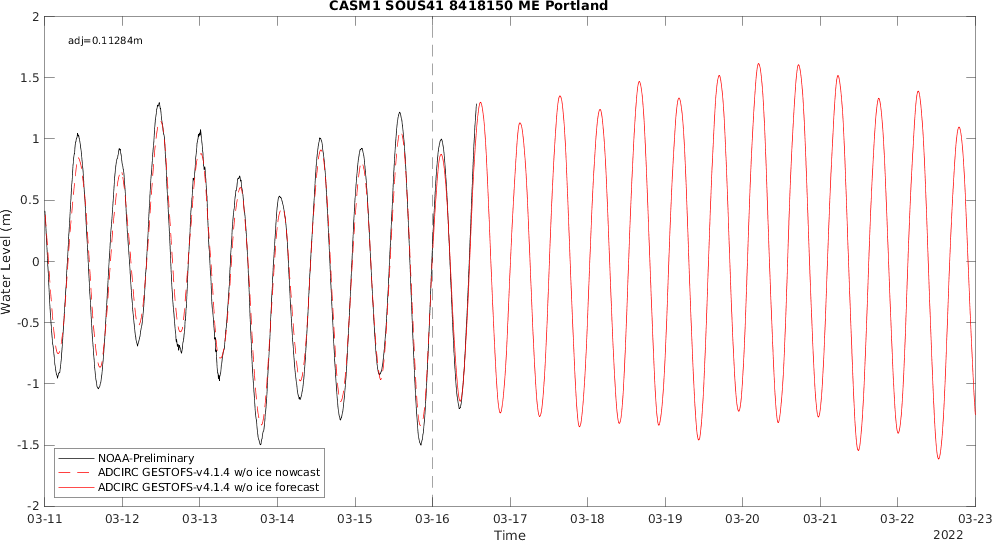 CASM1 SOUS41 8418150 ME Portland
adj=0.11284m
2
1.5
1
0.5
0
-0.5
-1
-1.5
-2
Water Level (m)
NOAA-Preliminary
ADCIRC GESTOFS-v4.1.4 w/o ice nowcast
ADCIRC GESTOFS-v4.1.4 w/o ice forecast
03-11 03-12 03-13 03-14 03-15 03-16 03-17 03-18 03-19 03-20 03-21 03-22 03-23
Time
2022